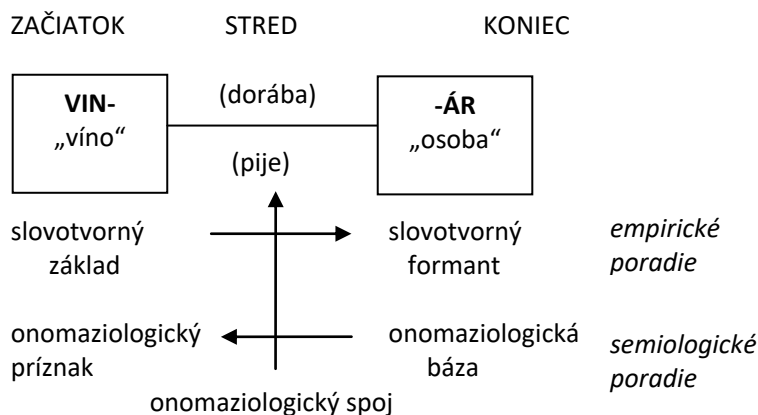 ZAČIATOK STRED KONIEC
VIN- (dorába) -ÁR
„víno“ „osoba“
(pije)
slovotvorný slovotvorný empirické
základ formant poradie
onomaziologický onomaziologická semiologické
príznak báza poradie
onomaziologický spoj